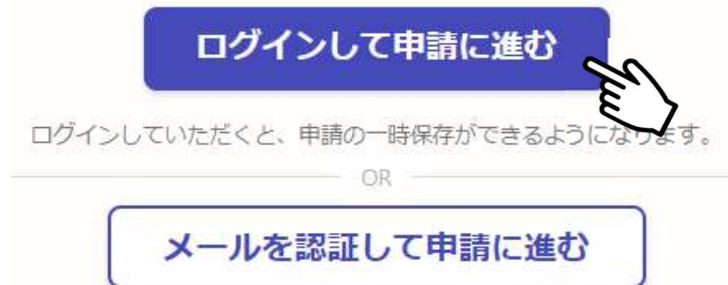 ログインして申請に進む
ログインしていただくと、申請の一時保存ができるようになります。
OR
メールを認証して申請に進む